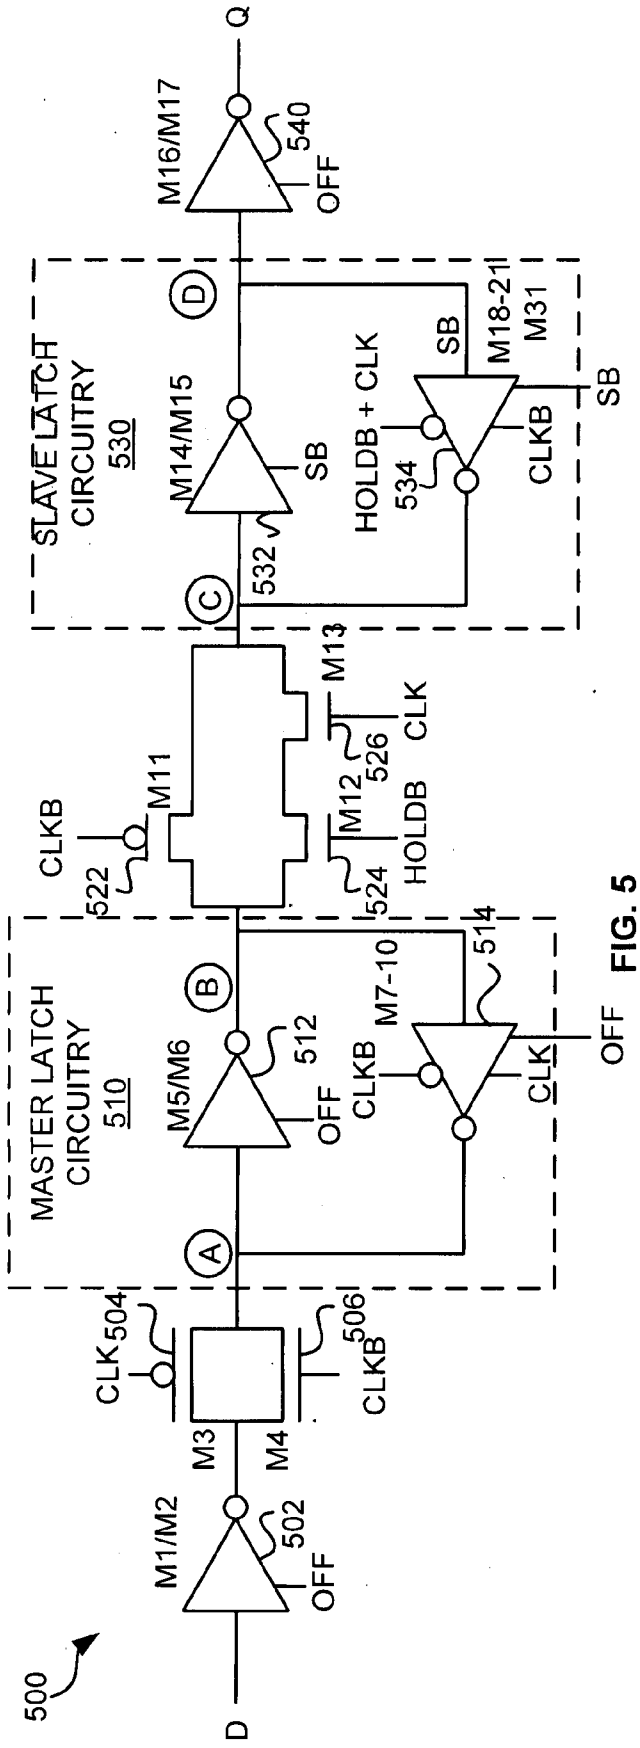 500
D
M1/M2
502
OFF
CLK
504
M3
M4
506
CLKB
MASTER LATCH
CIRCUITRY
510
A
M5/M6
512
OFF
B
M7-10
CLKB
514
CLK
OFF
CLKB
522
M11
M12
524
HOLDB
M13
526
CLK
SLAVE LATCH
CIRCUITRY
530
C
M14/M15
532
SB
D
HOLDB + CLK
534
SB
M18-21
M31
CLKB
SB
M16/M17
540
OFF
Q
FIG. 5